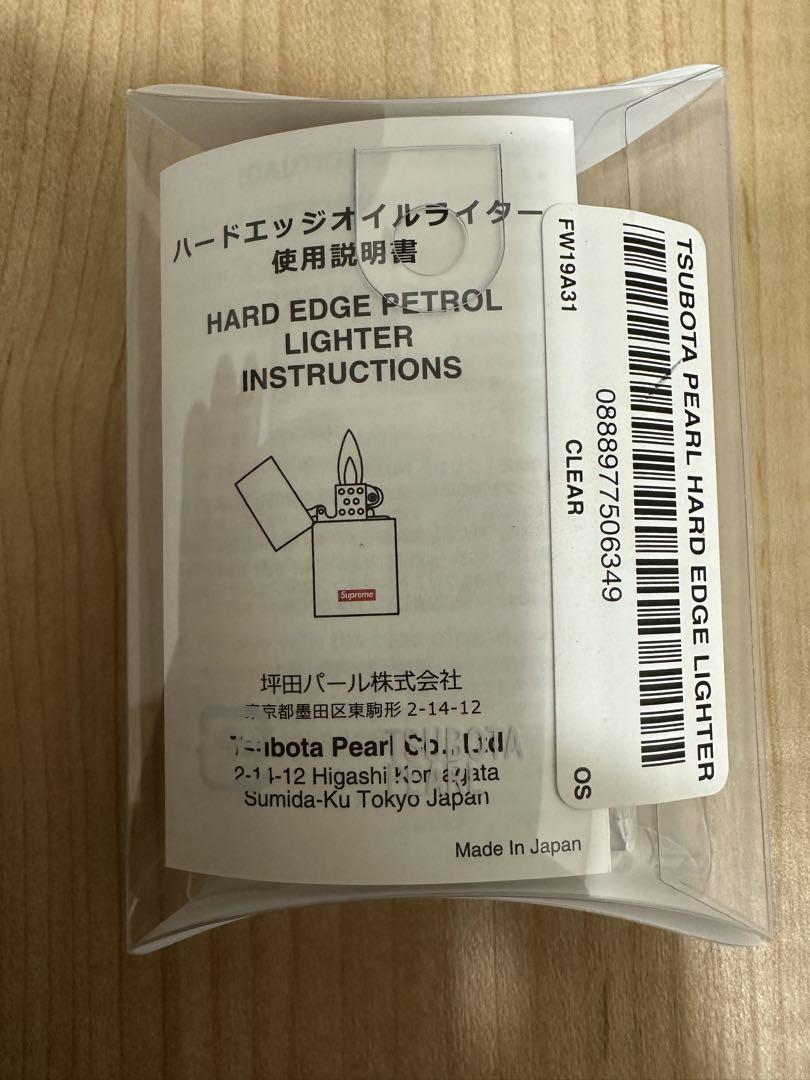 ハードエッジオイルライター
使用説明書
HARD EDGE PETROL
LIGHTER
INSTRUCTIONS
Supreme
坪田パール株式会社
東京都墨田区東駒形 2-14-12
Tsubota Pearl Co., Ltd
2-14-12 Higashi Komagata
Sumida-Ku Tokyo Japan
Made In Japan
TSUBOTA
PEARL
TSUBOTA PEARL HARD EDGE LIGHTER
0888977506349
FW19A31
CLEAR
OS